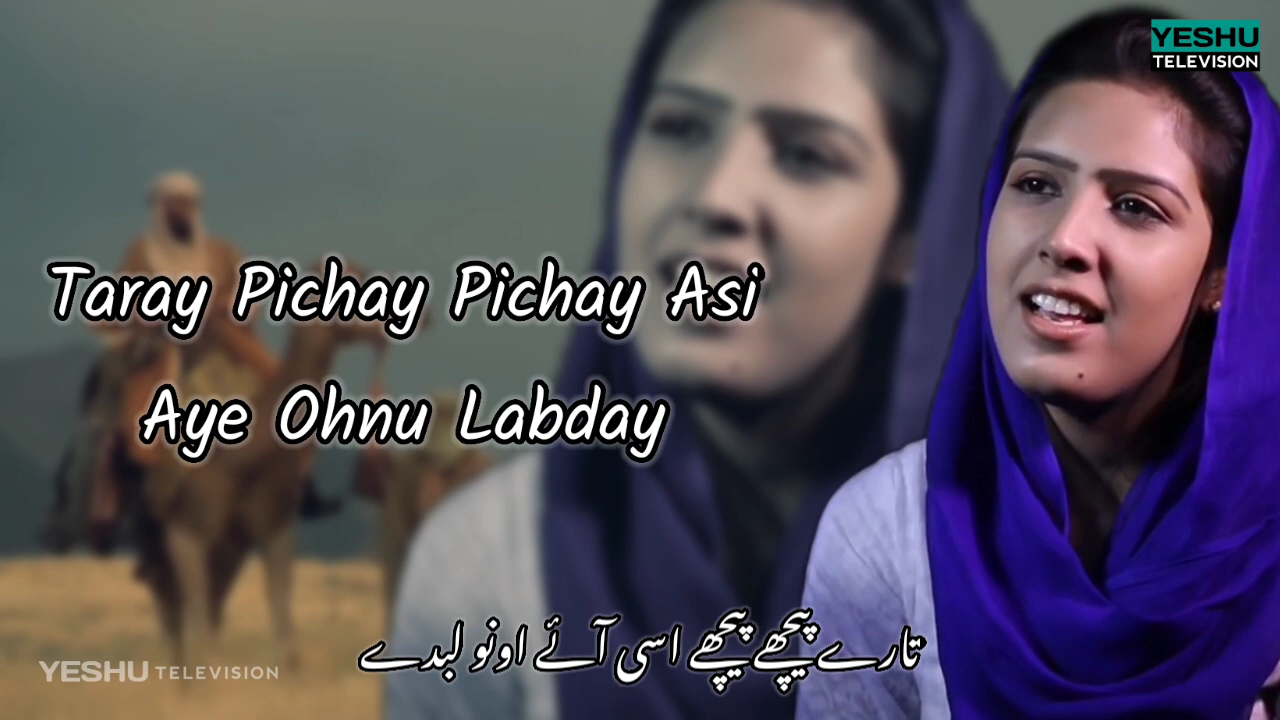 YESHU
TELEVISION
Taray Pichay Pichay Asi
Aye Ohnu Labday
تارے پیچھے پیچھے اسی آئے اونو لبدے
YESHU TELEVISION